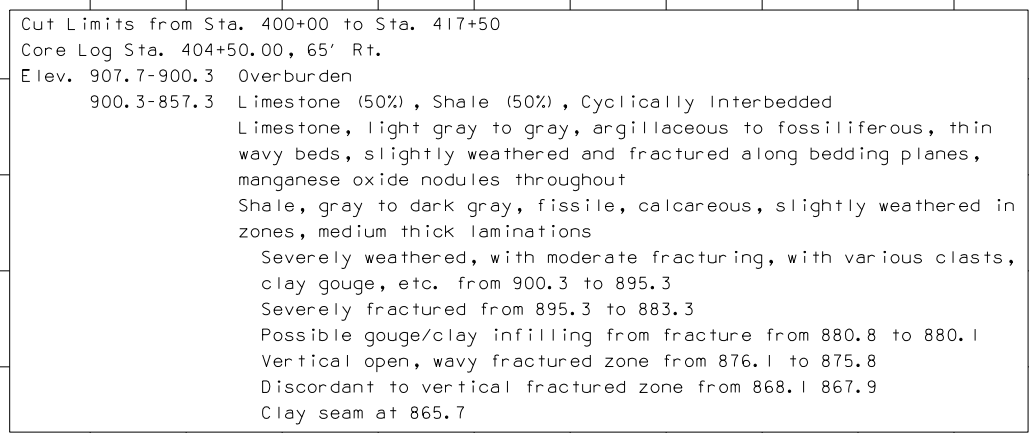 Cut Limits from Sta. 400+00 to Sta. 417+50
Core Log Sta. 404+50.00, 65' Rt.
Elev. 907.7-900.3 Overburden
900.3-857.3 Limestone (50%), Shale (50%), Cyclically Interbedded
Limestone, light gray to gray, argillaceous to fossiliferous, thin
wavy beds, slightly weathered and fractured along bedding planes,
manganese oxide nodules throughout
Shale, gray to dark gray, fissile, calcareous, slightly weathered in
zones, medium thick laminations
Severely weathered, with moderate fracturing, with various clasts,
clay gouge, etc. from 900.3 to 895.3
Severely fractured from 895.3 to 883.3
Possible gouge/clay infilling from fracture from 880.8 to 880.1
Vertical open, wavy fractured zone from 876.1 to 875.8
Discordant to vertical fractured zone from 868.1 867.9
Clay seam at 865.7